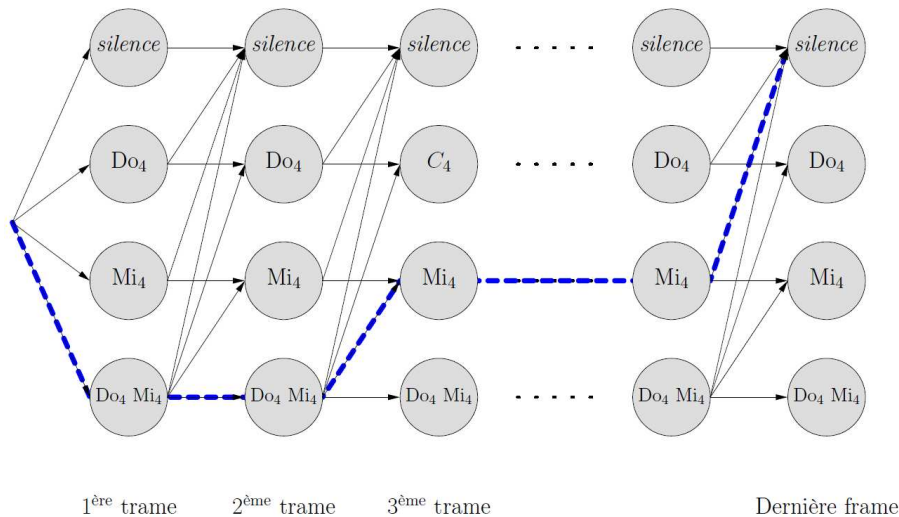 silence silence silence silence silence
Do₄ Do₄ C₄ Do₄ Do₄
Mi₄ Mi₄ Mi₄ Mi₄ Mi₄
Do₄ Mi₄ Do₄ Mi₄ Do₄ Mi₄ Do₄ Mi₄ Do₄ Mi₄
1ère trame 2ème trame 3ème trame Dernière frame